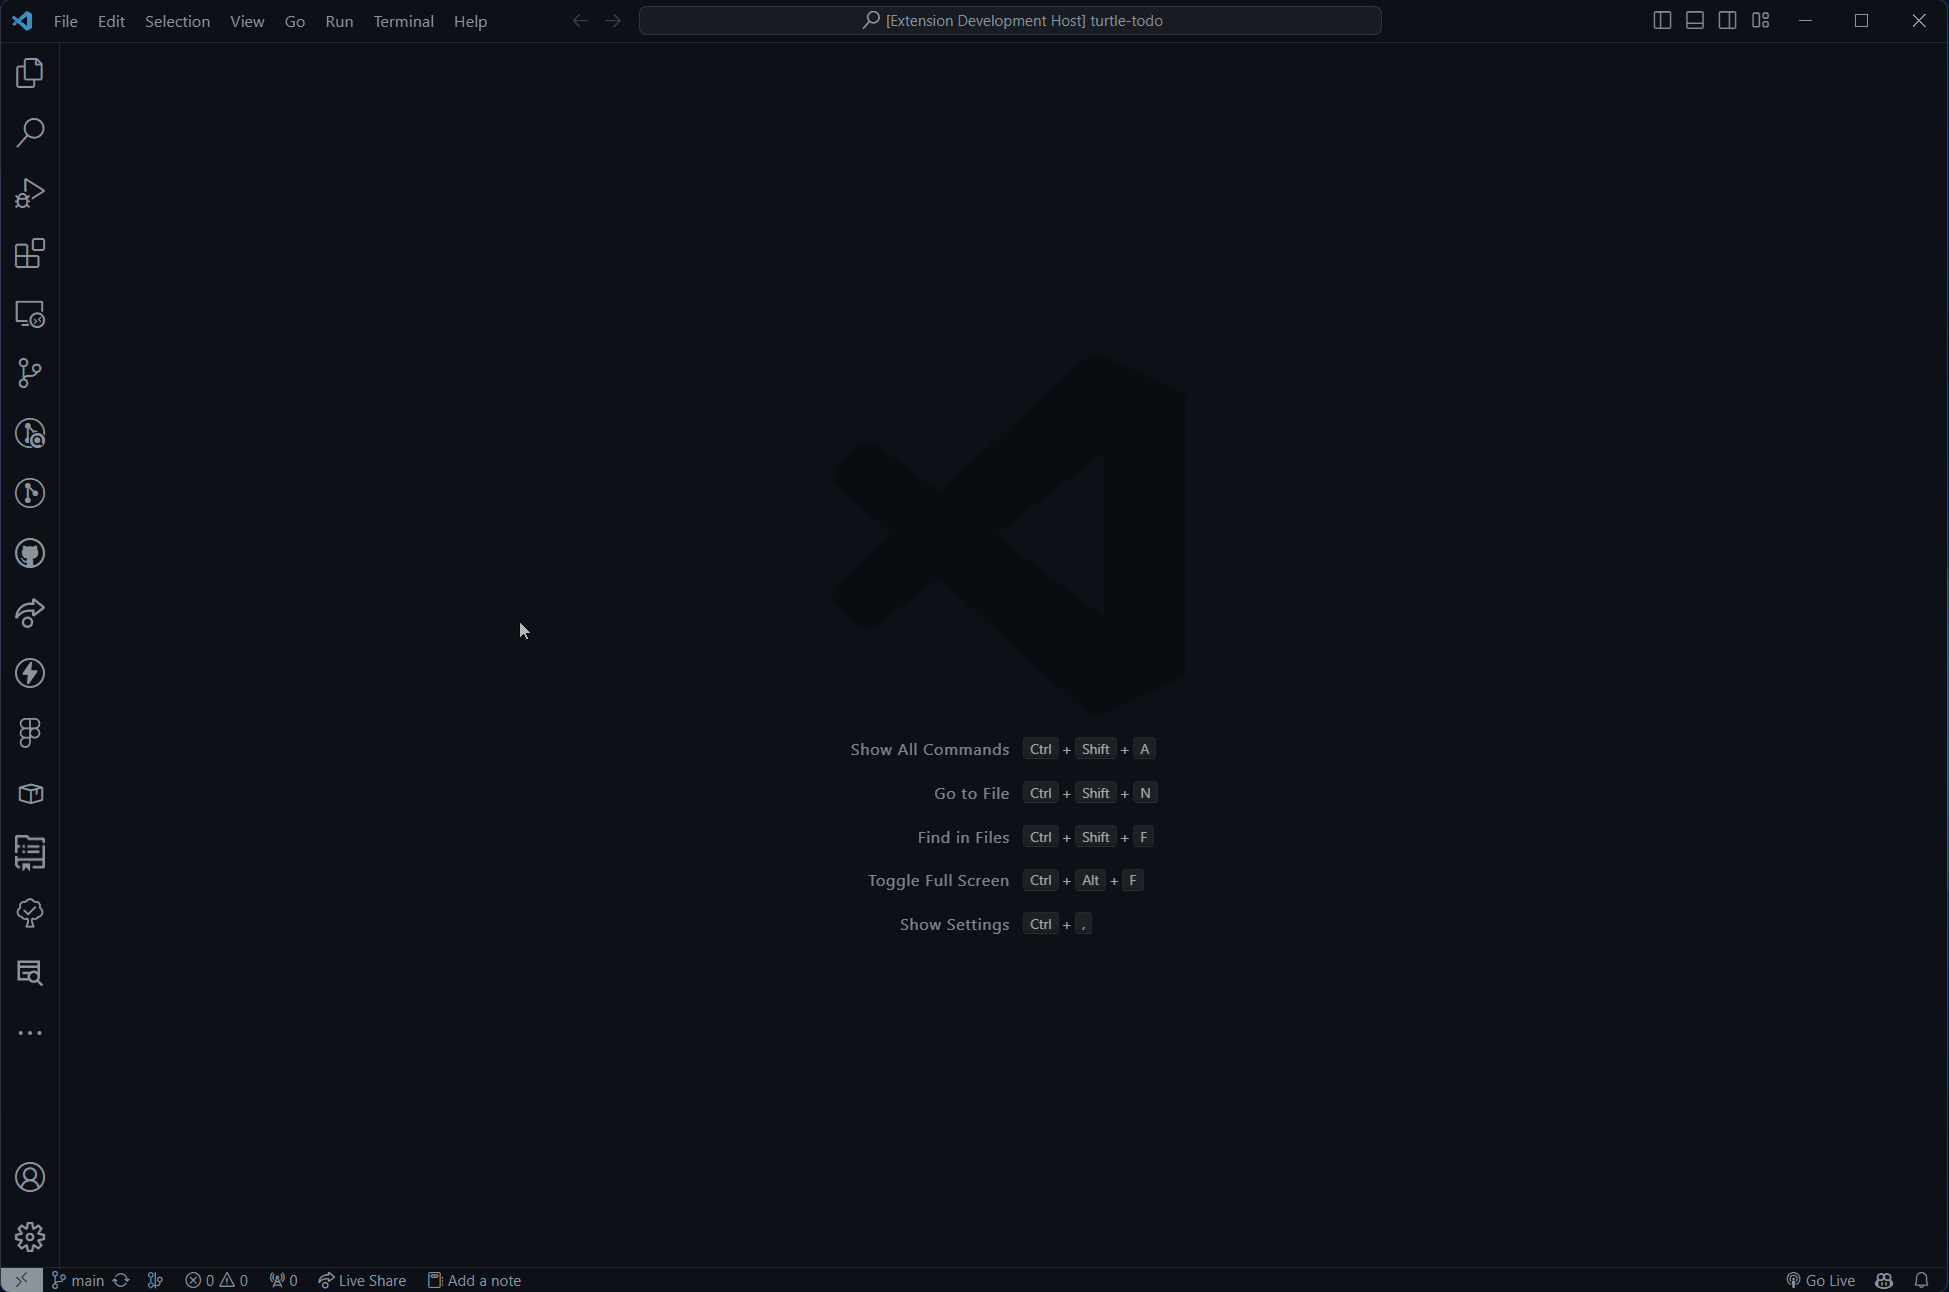 File Edit Selection View Go Run Terminal Help [Extension Development Host] turtle-todo
Show All Commands Ctrl + Shift + A
Go to File Ctrl + Shift + N
Find in Files Ctrl + Shift + F
Toggle Full Screen Ctrl + Alt + F
Show Settings Ctrl + ,
main 0 0 0 Live Share Add a note Go Live